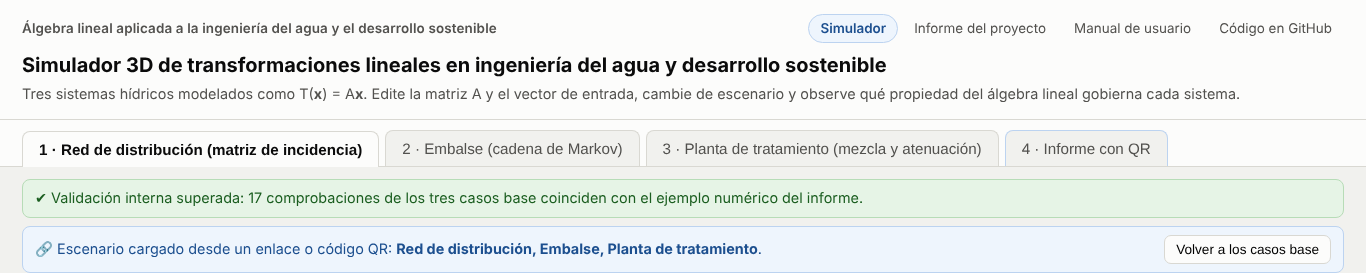 Álgebra lineal aplicada a la ingeniería del agua y el desarrollo sostenible
Simulador Informe del proyecto Manual de usuario Código en GitHub
Simulador 3D de transformaciones lineales en ingeniería del agua y desarrollo sostenible
Tres sistemas hídricos modelados como T(x) = Ax. Edite la matriz A y el vector de entrada, cambie de escenario y observe qué propiedad del álgebra lineal gobierna cada sistema.
1 · Red de distribución (matriz de incidencia) 2 · Embalse (cadena de Markov) 3 · Planta de tratamiento (mezcla y atenuación) 4 · Informe con QR
✔ Validación interna superada: 17 comprobaciones de los tres casos base coinciden con el ejemplo numérico del informe.
🔗 Escenario cargado desde un enlace o código QR: Red de distribución, Embalse, Planta de tratamiento. Volver a los casos base